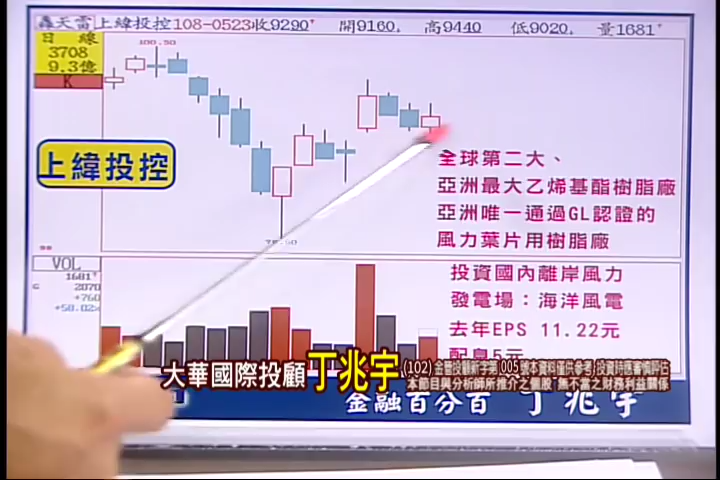 轟天雷 上緯投控 108-0523 收9290▼ 開9160↓ 高9440 低9020↓ 量1681▼
日 線
3708
9.3億
K
100.50
上緯投控
全球第二大、
亞洲最大乙烯基酯樹脂廠
亞洲唯一通過GL認證的
風力葉片用樹脂廠
VOL
1681▼
G 2070
+760
+58.02%
投資國內離岸風力
發電場：海洋風電
去年EPS 11.22元
配息5元
大華國際投顧 丁兆宇
(102) 金管投顧新字第 005 號 本資料僅供參考，投資時應審慎評估
本節目與分析師所推介之個股 無不當之財務利益關係
金融百分百 丁兆宇